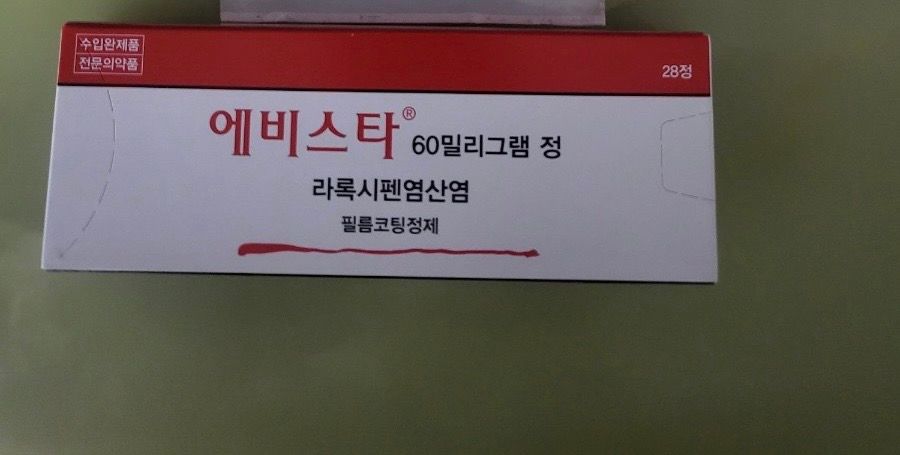 수입완제품
전문의약품
28정
에비스타® 60밀리그램 정
라록시펜염산염
필름코팅정제